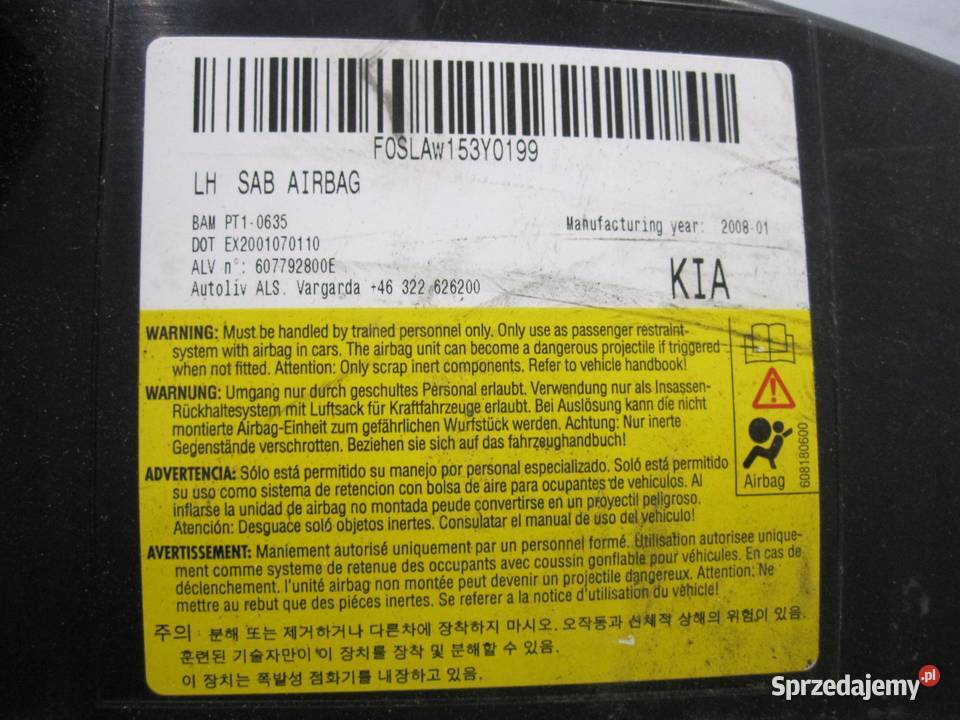 F0SLAw153Y0199
LH SAB AIRBAG
BAM PT1-0635
DOT EX2001070110
ALV n°: 607792800E
Autoliv ALS. Vargarda +46 322 626200
Manufacturing year: 2008-01
KIA
WARNING: Must be handled by trained personnel only. Only use as passenger restraint-
system with airbag in cars. The airbag unit can become a dangerous projectile if triggered
when not fitted. Attention: Only scrap inert components. Refer to vehicle handbook!
WARNUNG: Umgang nur durch geschultes Personal erlaubt. Verwendung nur als Insassen-
Rückhaltesystem mit Luftsack für Kraftfahrzeuge erlaubt. Bei Auslösung kann die nicht
montierte Airbag-Einheit zum gefährlichen Wurfstück werden. Achtung: Nur inerte
Gegenstände verschrotten. Beziehen sie sich auf das fahrzeughandbuch!
ADVERTENCIA: Sólo está permitido su manejo por personal especializado. Soló está permitido
su uso como sistema de retencion con bolsa de aire para ocupantes de vehículos. Al
inflarse la unidad de airbag no montada peude convertirse en un proyectil peligroso.
Atención: Desguace soló objetos inertes. Consulatar el manual de uso del vehículo!
AVERTISSEMENT: Maniement autorisé uniquement par un personnel formé. Utilisation autorisee unique-
ment comme systeme de retenue des occupants avec coussin gonflable pour véhicules. En cas de
déclenchement. l'unité airbag non montée peut devenir un projectile dangereux. Attention: Ne
mettre au rebut que des piéces inertes. Se referer a la notice d'utilisation du vehicle!
주의: 분해 또는 제거하거나 다른차에 장착하지 마시오. 오작동과 신체적 상해의 위험이 있음.
훈련된 기술자만이 이 장치를 장착 및 분해할 수 있음.
이 장치는 폭발성 점화기를 내장하고 있음.
Airbag
608180600
Sprzedajemy.pl